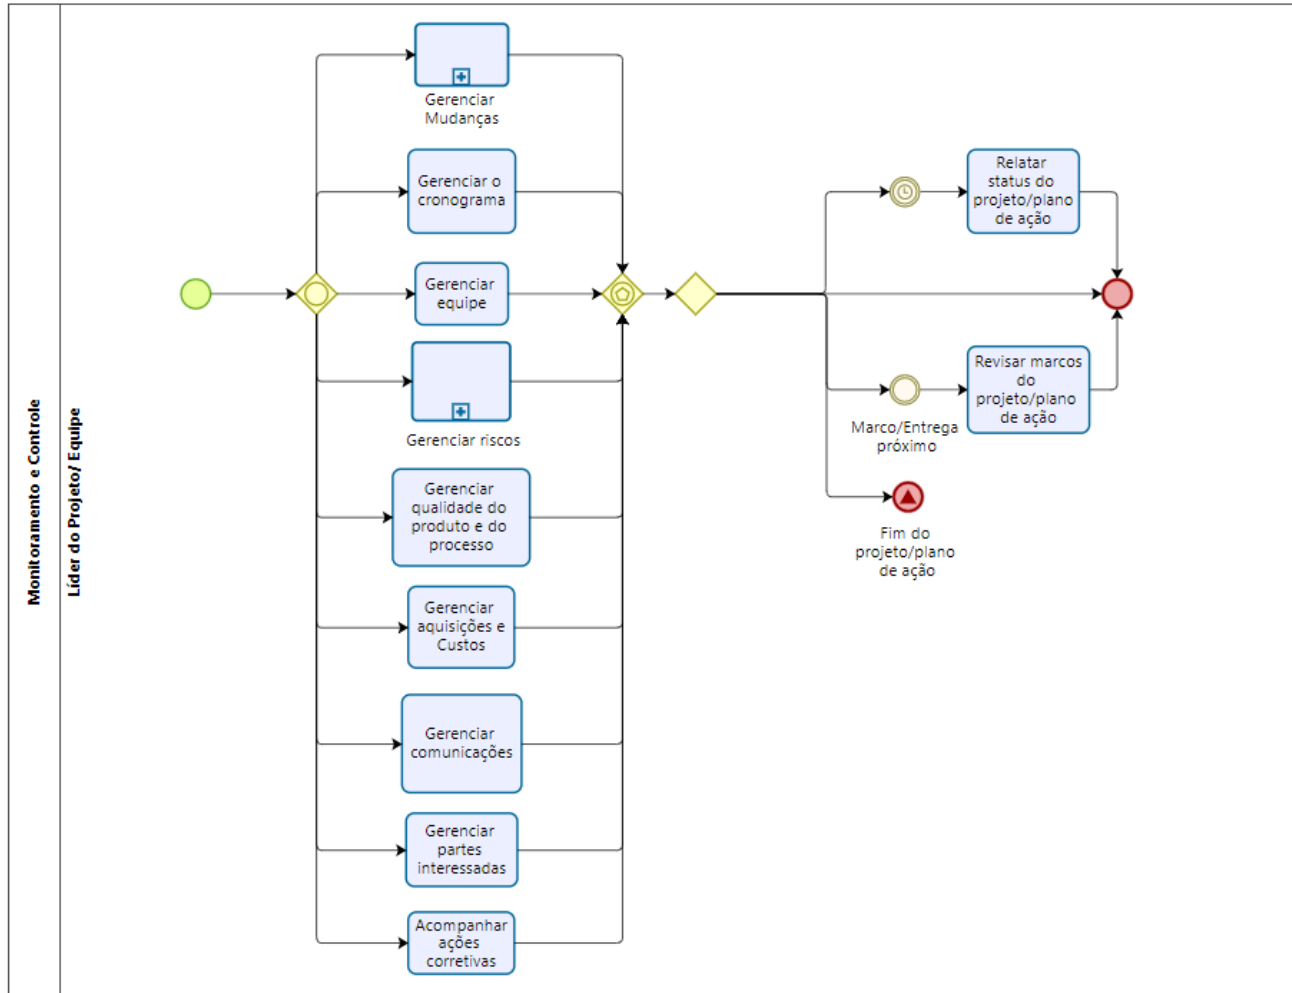 Monitoramento e Controle
Líder do Projeto/ Equipe
Gerenciar
Mudanças
Gerenciar o
cronograma
Gerenciar
equipe
Gerenciar riscos
Gerenciar
qualidade do
produto e do
processo
Gerenciar
aquisições e
Custos
Gerenciar
comunicações
Gerenciar
partes
interessadas
Acompanhar
ações
corretivas
Relatar
status do
projeto/plano
de ação
Marco/Entrega
próximo
Revisar marcos
do
projeto/plano
de ação
Fim do
projeto/plano
de ação